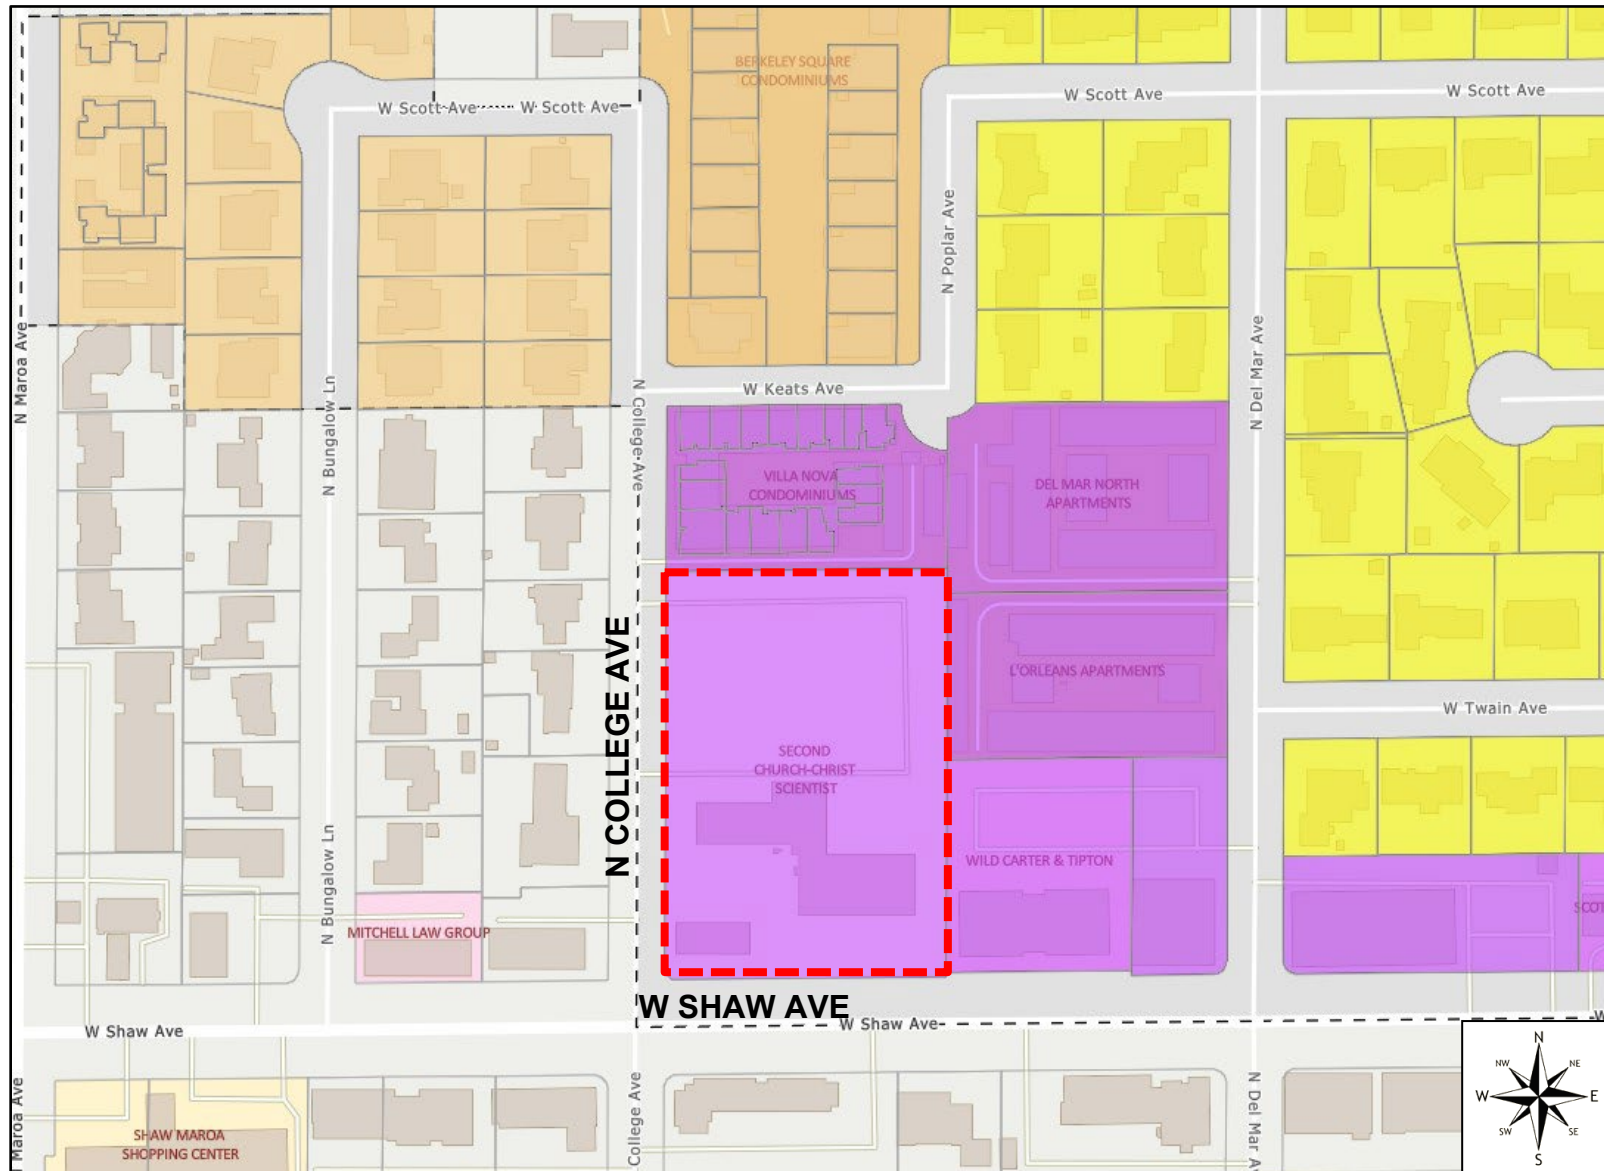 BERKELEY SQUARE
CONDOMINIUMS
W Scott Ave
W Scott Ave
W Scott Ave
W Scott Ave
N Poplar Ave
N Maroa Ave
N Bungalow Ln
N College Ave
W Keats Ave
N Del Mar Ave
VILLA NOVA
CONDOMINIUMS
DEL MAR NORTH
APARTMENTS
N COLLEGE AVE
L'ORLEANS APARTMENTS
W Twain Ave
SECOND
CHURCH-CHRIST
SCIENTIST
N Bungalow Ln
WILD CARTER & TIPTON
MITCHELL LAW GROUP
W SHAW AVE
W Shaw Ave
W Shaw Ave
Maroa Ave
SHAW MAROA
SHOPPING CENTER
College Ave
N Del Mar
N
NW
NE
W
E
SW
SE
S